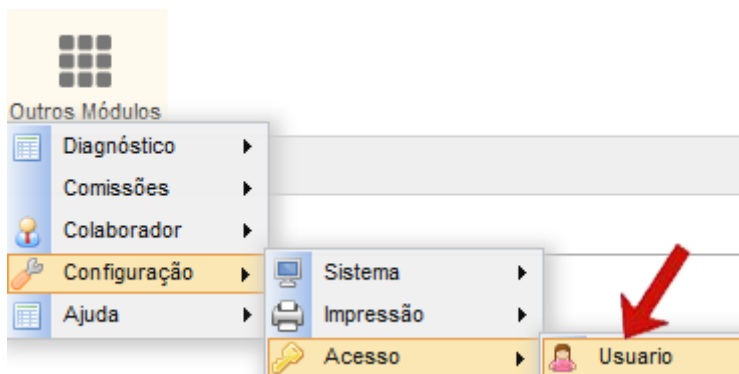 Outros Módulos
Diagnóstico
Comissões
Colaborador
Configuração
Ajuda
Sistema
Impressão
Acesso
Usuario